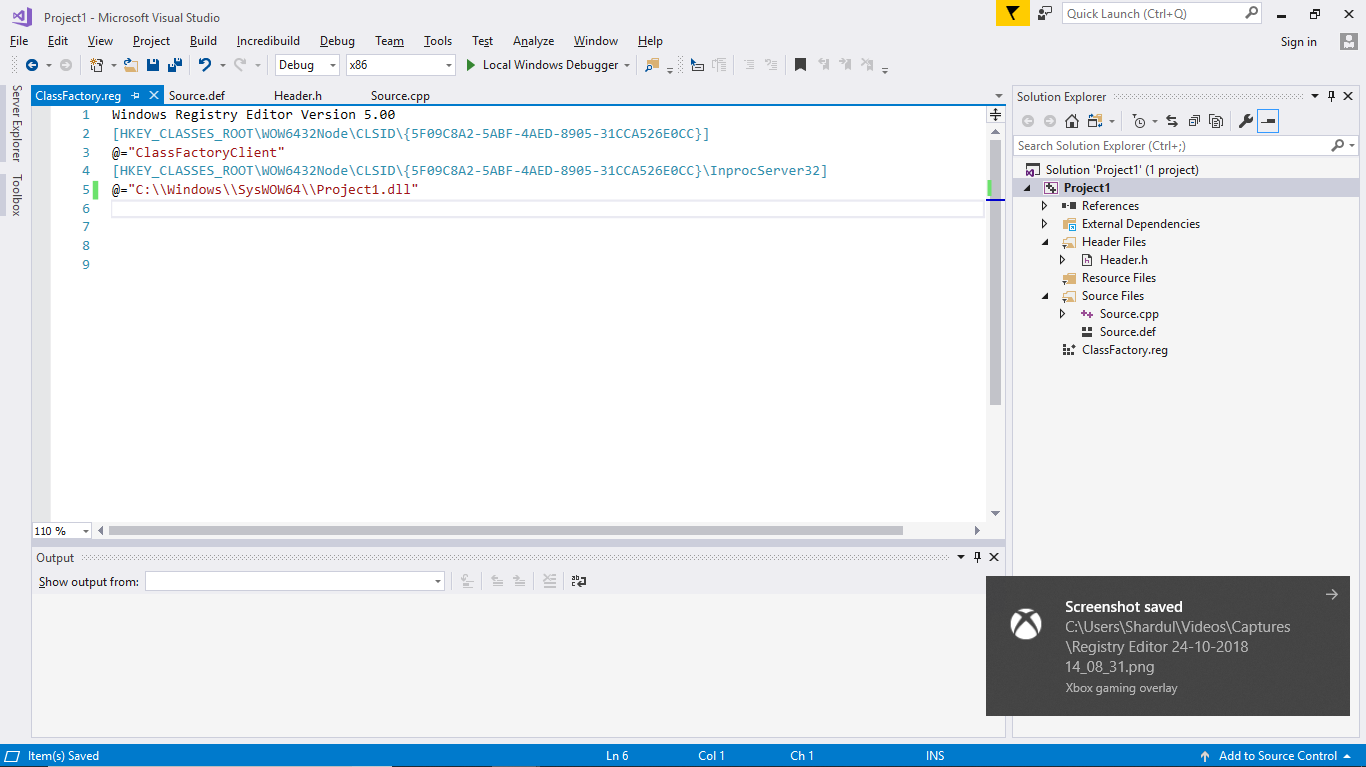 Project1 - Microsoft Visual Studio
Quick Launch (Ctrl+Q)
File Edit View Project Build Incredibuild Debug Team Tools Test Analyze Window Help
Sign in
Debug x86 Local Windows Debugger
Server Explorer
Toolbox
ClassFactory.reg Source.def Header.h Source.cpp
1 Windows Registry Editor Version 5.00
2 [HKEY_CLASSES_ROOT\WOW6432Node\CLSID\{5F09C8A2-5ABF-4AED-8905-31CCA526E0CC}]
3 @="ClassFactoryClient"
4 [HKEY_CLASSES_ROOT\WOW6432Node\CLSID\{5F09C8A2-5ABF-4AED-8905-31CCA526E0CC}\InprocServer32]
5 @="C:\\Windows\\SysWOW64\\Project1.dll"
6
7
8
9
110 %
Output
Show output from:
Solution Explorer
Search Solution Explorer (Ctrl+;)
Solution 'Project1' (1 project)
Project1
References
External Dependencies
Header Files
Header.h
Resource Files
Source Files
Source.cpp
Source.def
ClassFactory.reg
Screenshot saved
C:\Users\Shardul\Videos\Captures
\Registry Editor 24-10-2018
14_08_31.png
Xbox gaming overlay
Item(s) Saved Ln 6 Col 1 Ch 1 INS Add to Source Control